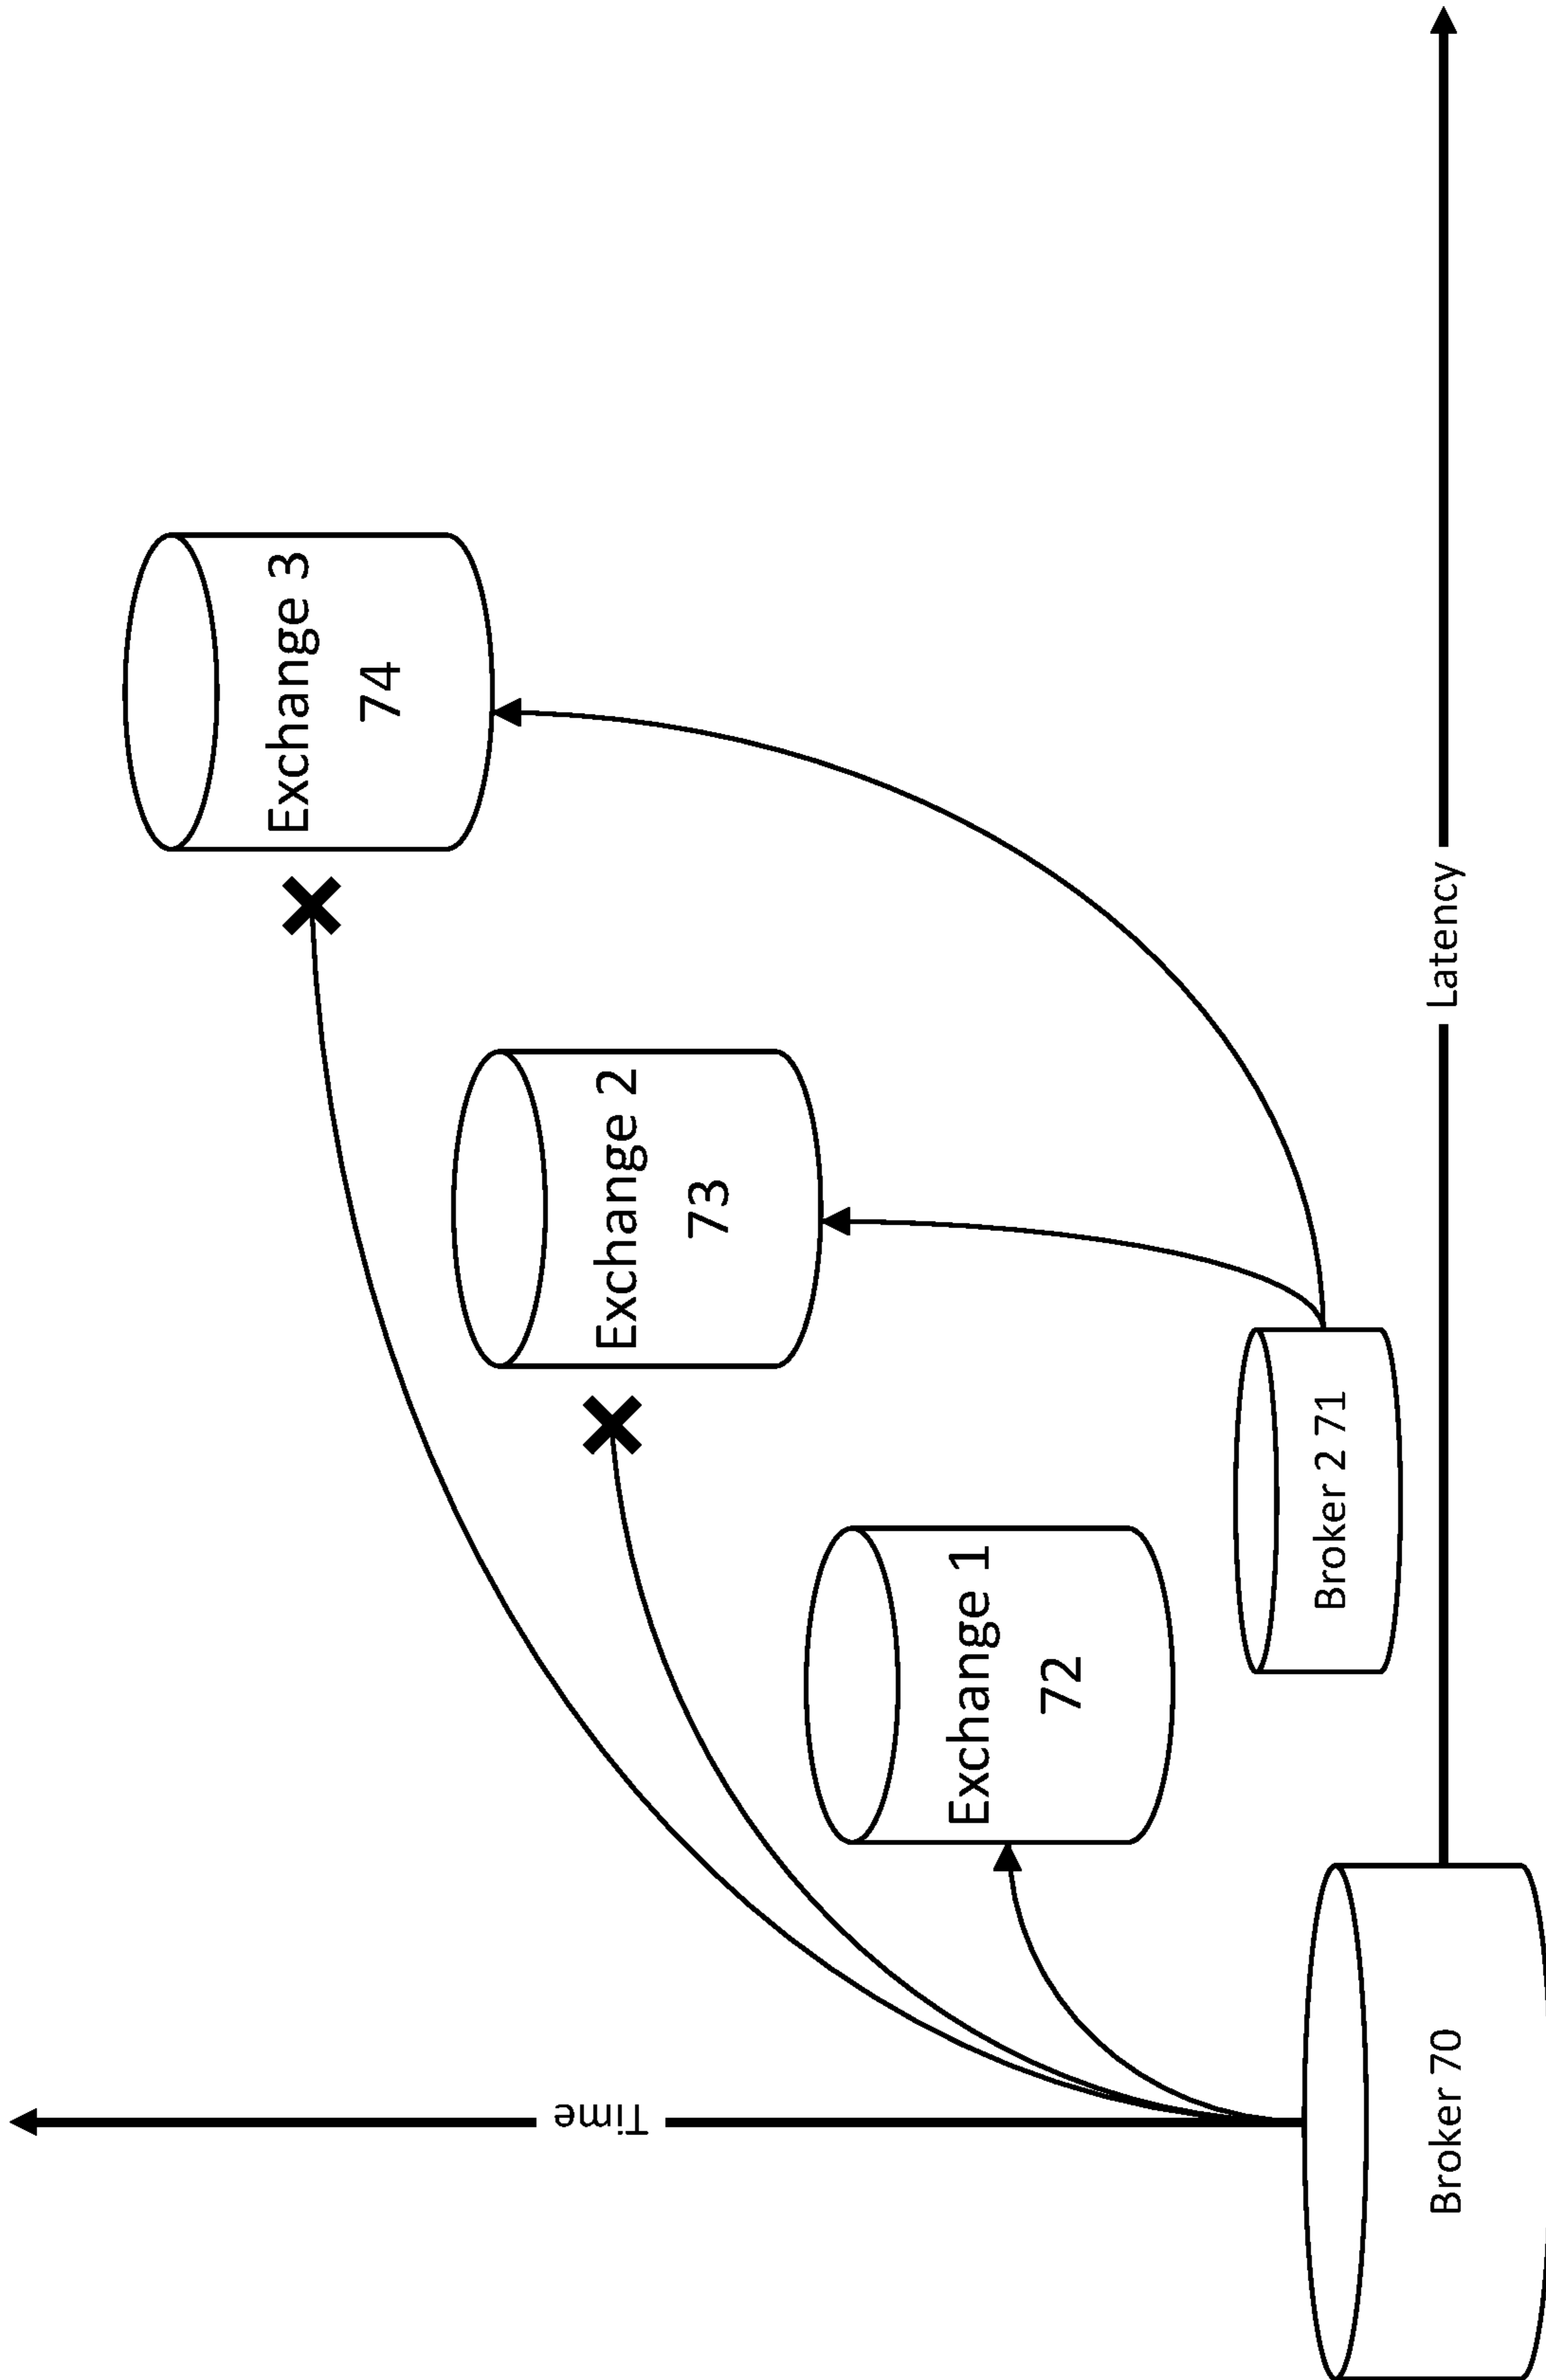 Time
Exchange 3
74
Exchange 2
73
Exchange 1
72
Broker 2 71
Broker 70
Latency